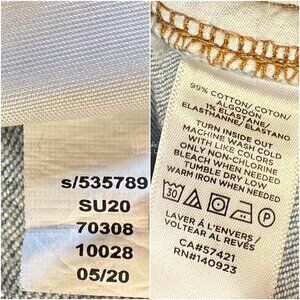 s/535789
SU20
70308
10028
05/20
99% COTTON/COTON/
ALGODON
1% ELASTANE/
ELASTHANNE/ELASTANO
TURN INSIDE OUT
MACHINE WASH COLD
WITH LIKE COLORS
ONLY NON-CHLORINE
BLEACH WHEN NEEDED
TUMBLE DRY LOW
WARM IRON WHEN NEEDED
30
LAVER À L'ENVERS/
VOLTEAR AL REVÉS
CA#57421
RN#140923